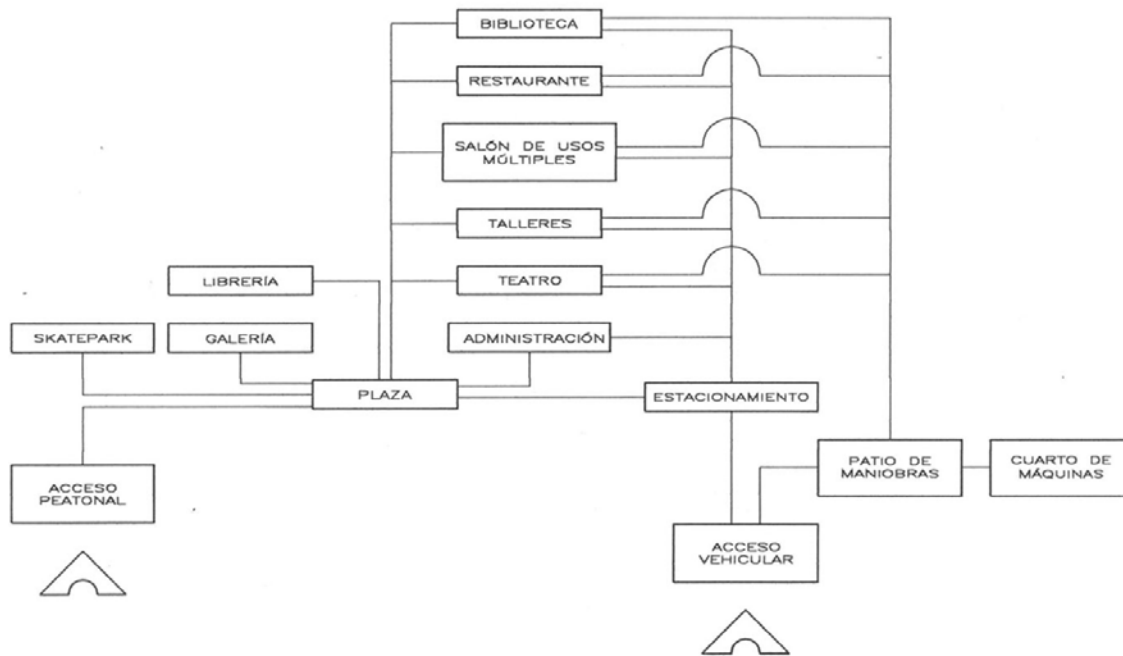 BIBLIOTECA
RESTAURANTE
SALÓN DE USOS
MÚLTIPLES
TALLERES
TEATRO
LIBRERÍA
SKATEPARK
GALERÍA
ADMINISTRACIÓN
PLAZA
ESTACIONAMIENTO
ACCESO
PEATONAL
PATIO DE
MANIOBRAS
CUARTO DE
MÁQUINAS
ACCESO
VEHICULAR